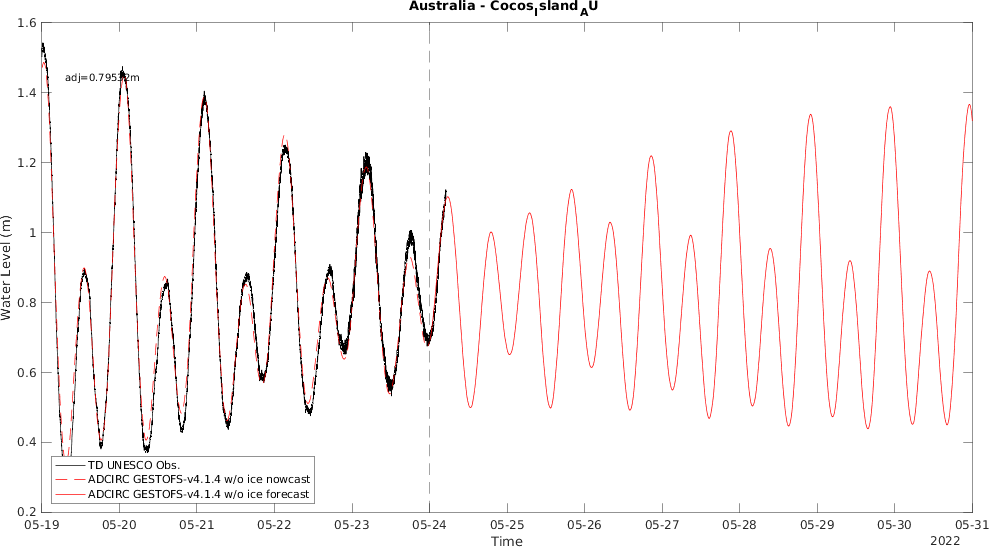 Australia - Cocos_Island_AU
1.6
1.4
1.2
1
0.8
0.6
0.4
0.2
Water Level (m)
adj=0.79532m
TD UNESCO Obs.
ADCIRC GESTOFS-v4.1.4 w/o ice nowcast
ADCIRC GESTOFS-v4.1.4 w/o ice forecast
05-19 05-20 05-21 05-22 05-23 05-24 05-25 05-26 05-27 05-28 05-29 05-30 05-31
Time
2022